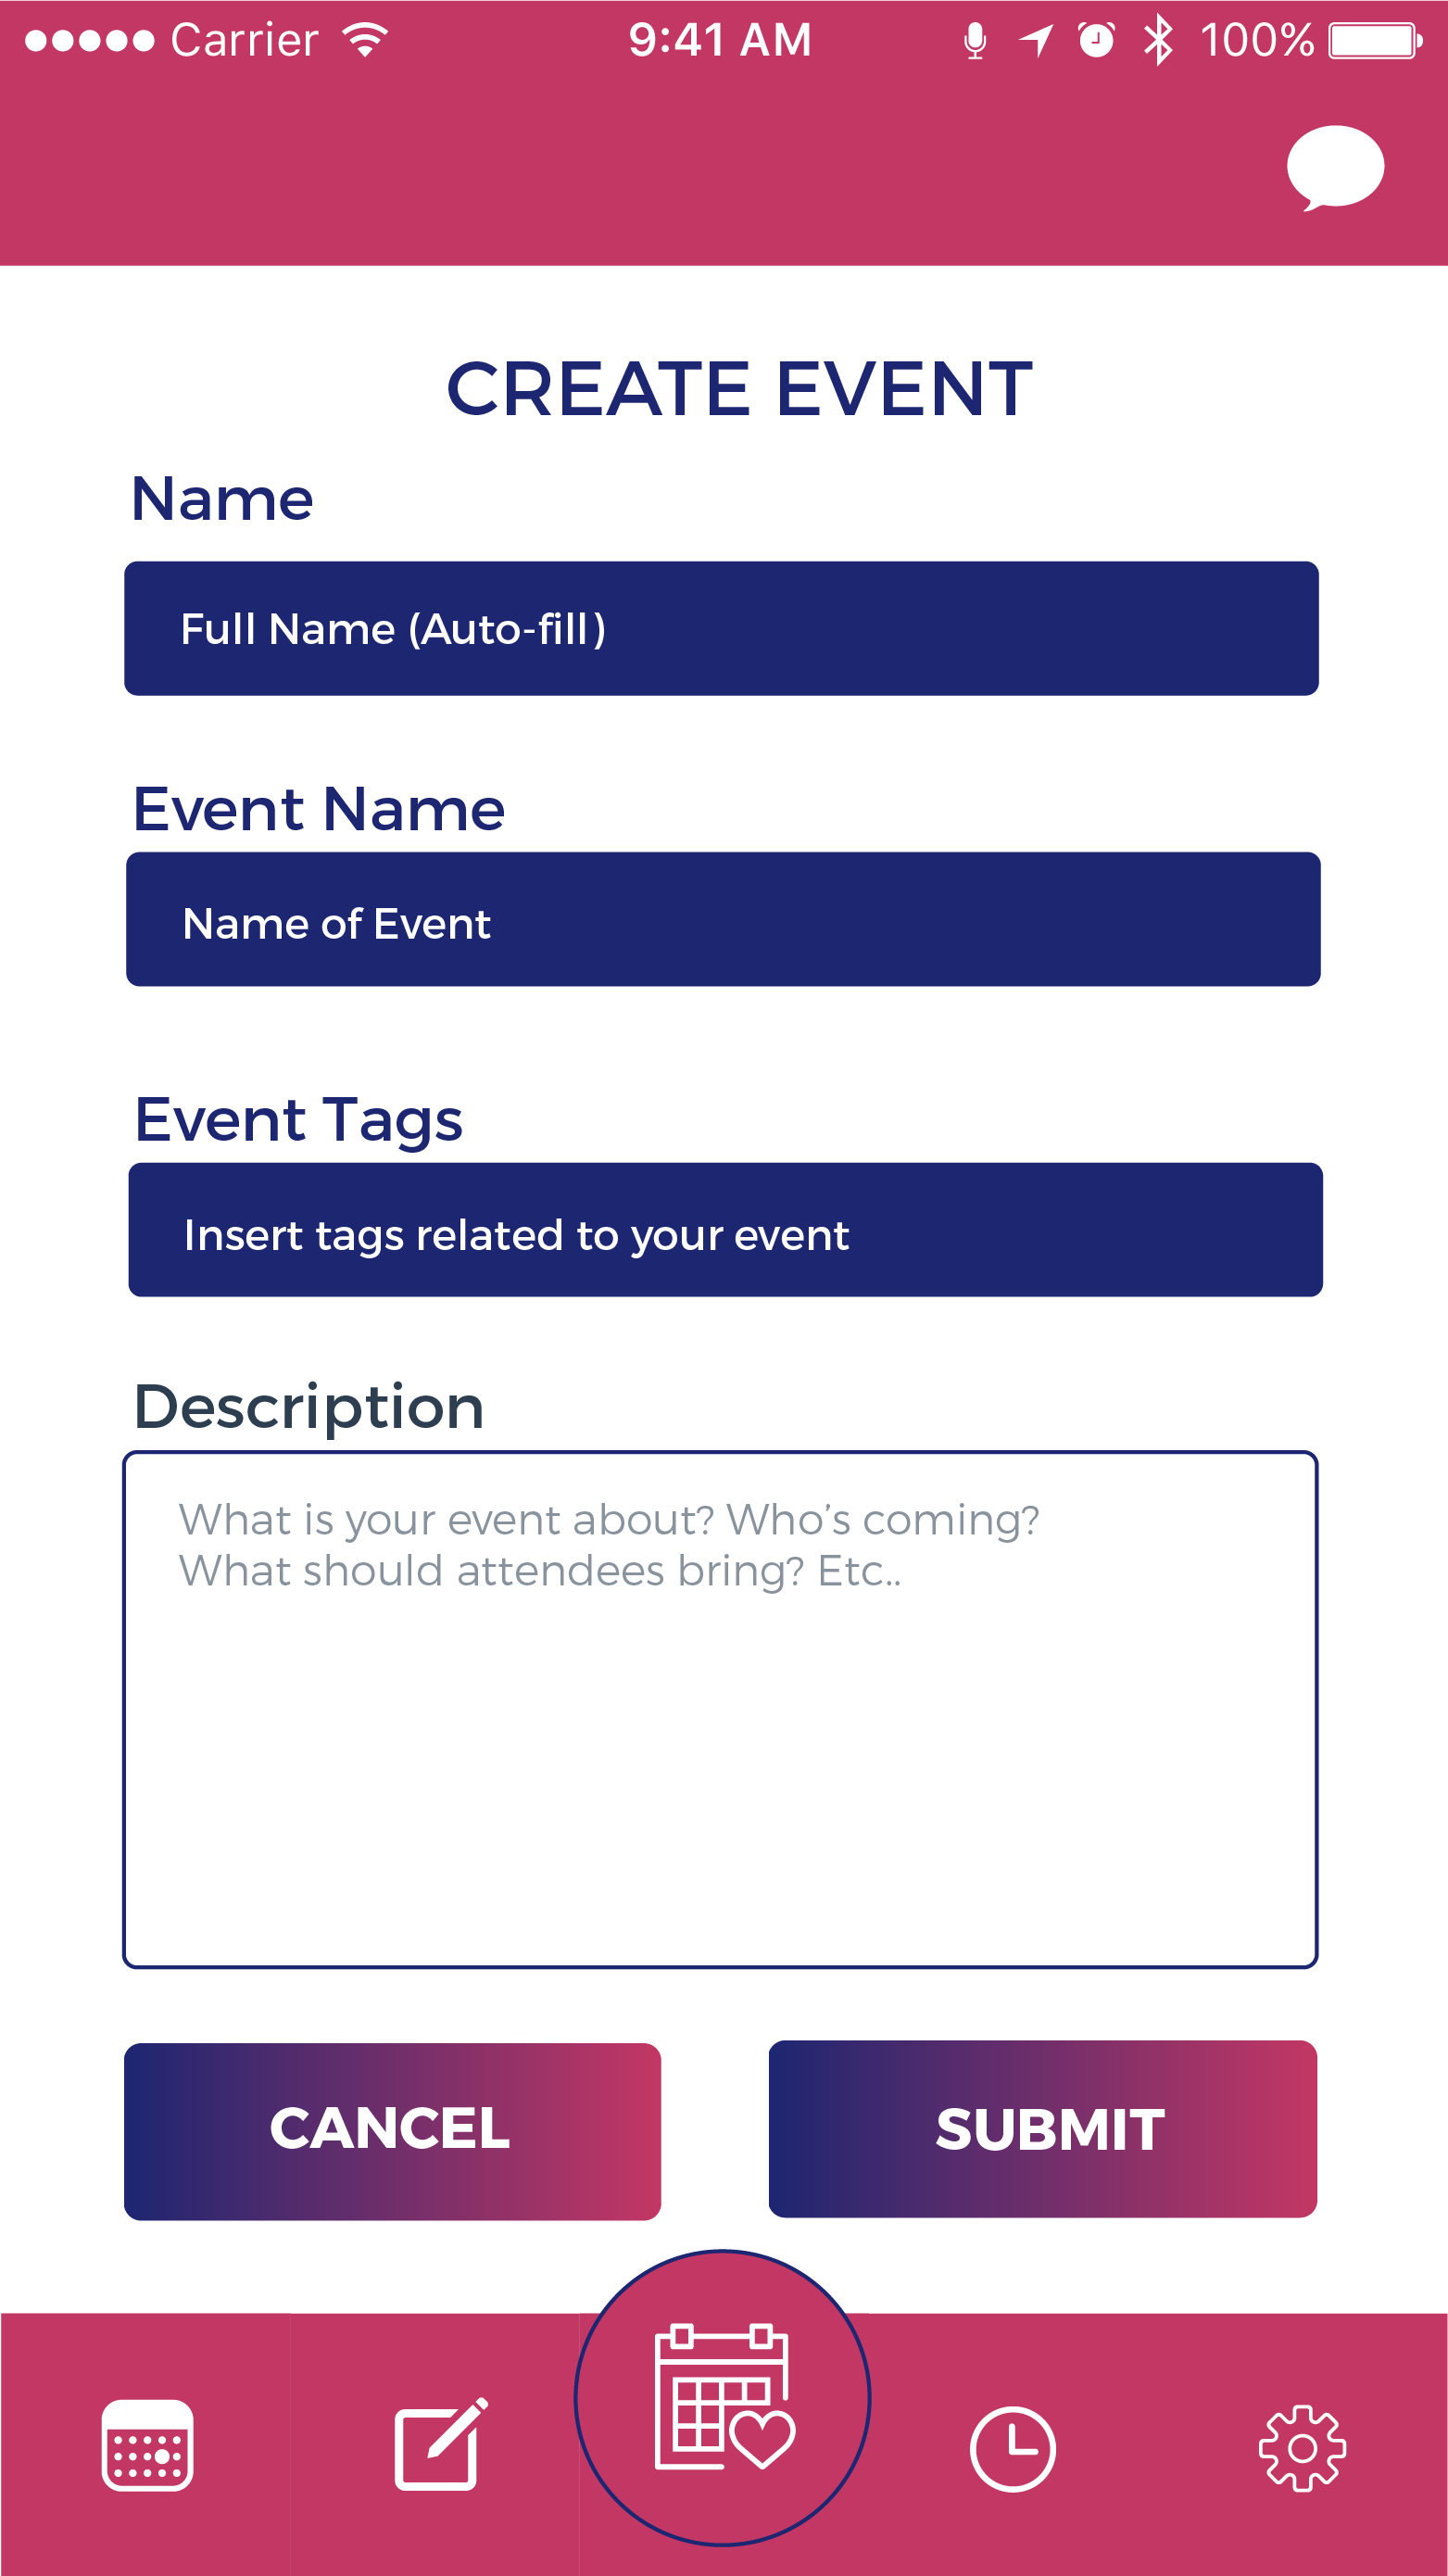 Carrier 9:41 AM 100%
CREATE EVENT
Name
Full Name (Auto-fill)
Event Name
Name of Event
Event Tags
Insert tags related to your event
Description
What is your event about? Who’s coming?
What should attendees bring? Etc..
CANCEL SUBMIT